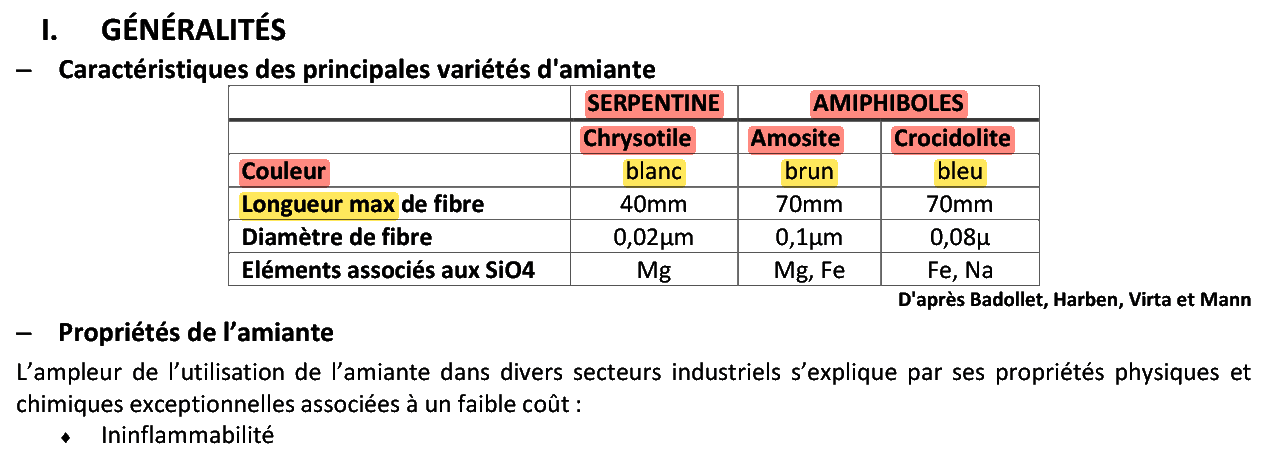 I. GÉNÉRALITÉS
– Caractéristiques des principales variétés d'amiante
SERPENTINE AMIPHIBOLES
Chrysotile Amosite Crocidolite
Couleur blanc brun bleu
Longueur max de fibre 40mm 70mm 70mm
Diamètre de fibre 0,02µm 0,1µm 0,08µ
Eléments associés aux SiO4 Mg Mg, Fe Fe, Na
D'après Badollet, Harben, Virta et Mann
– Propriétés de l’amiante
L’ampleur de l’utilisation de l’amiante dans divers secteurs industriels s’explique par ses propriétés physiques et
chimiques exceptionnelles associées à un faible coût :
♦ Ininflammabilité